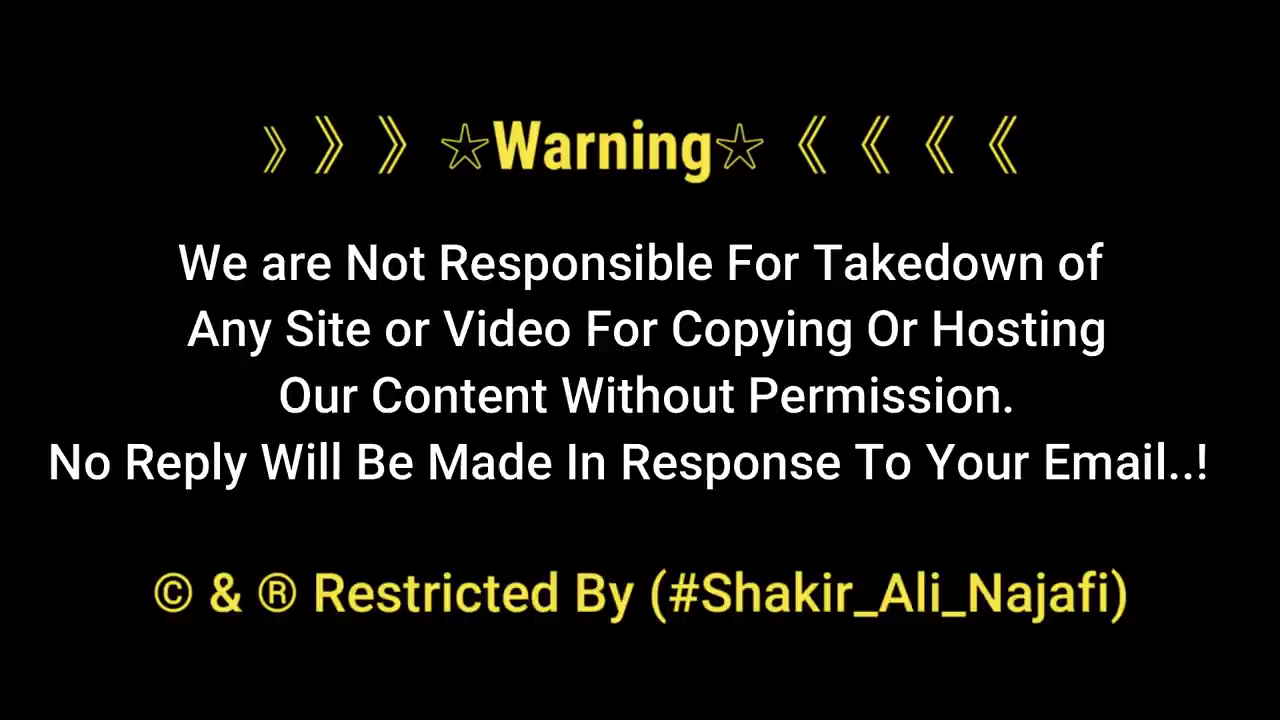 》》》☆Warning☆《《《《
We are Not Responsible For Takedown of
Any Site or Video For Copying Or Hosting
Our Content Without Permission.
No Reply Will Be Made In Response To Your Email..!
© & ® Restricted By (#Shakir_Ali_Najafi)